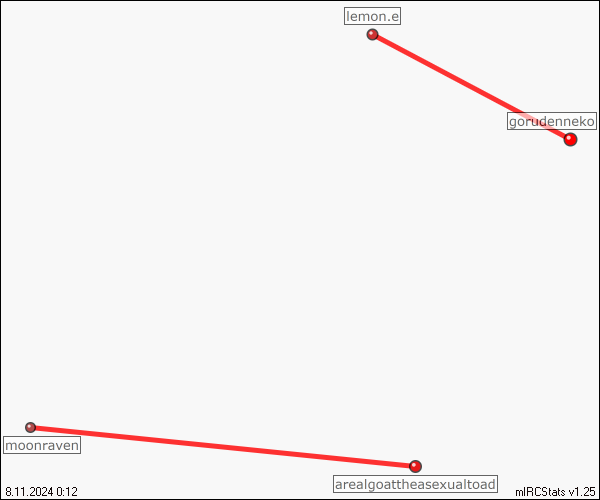 lemon.e
gorudenneko
moonraven
arealgoattheasexualtoad
8.11.2024 0:12
mIRCStats v1.25